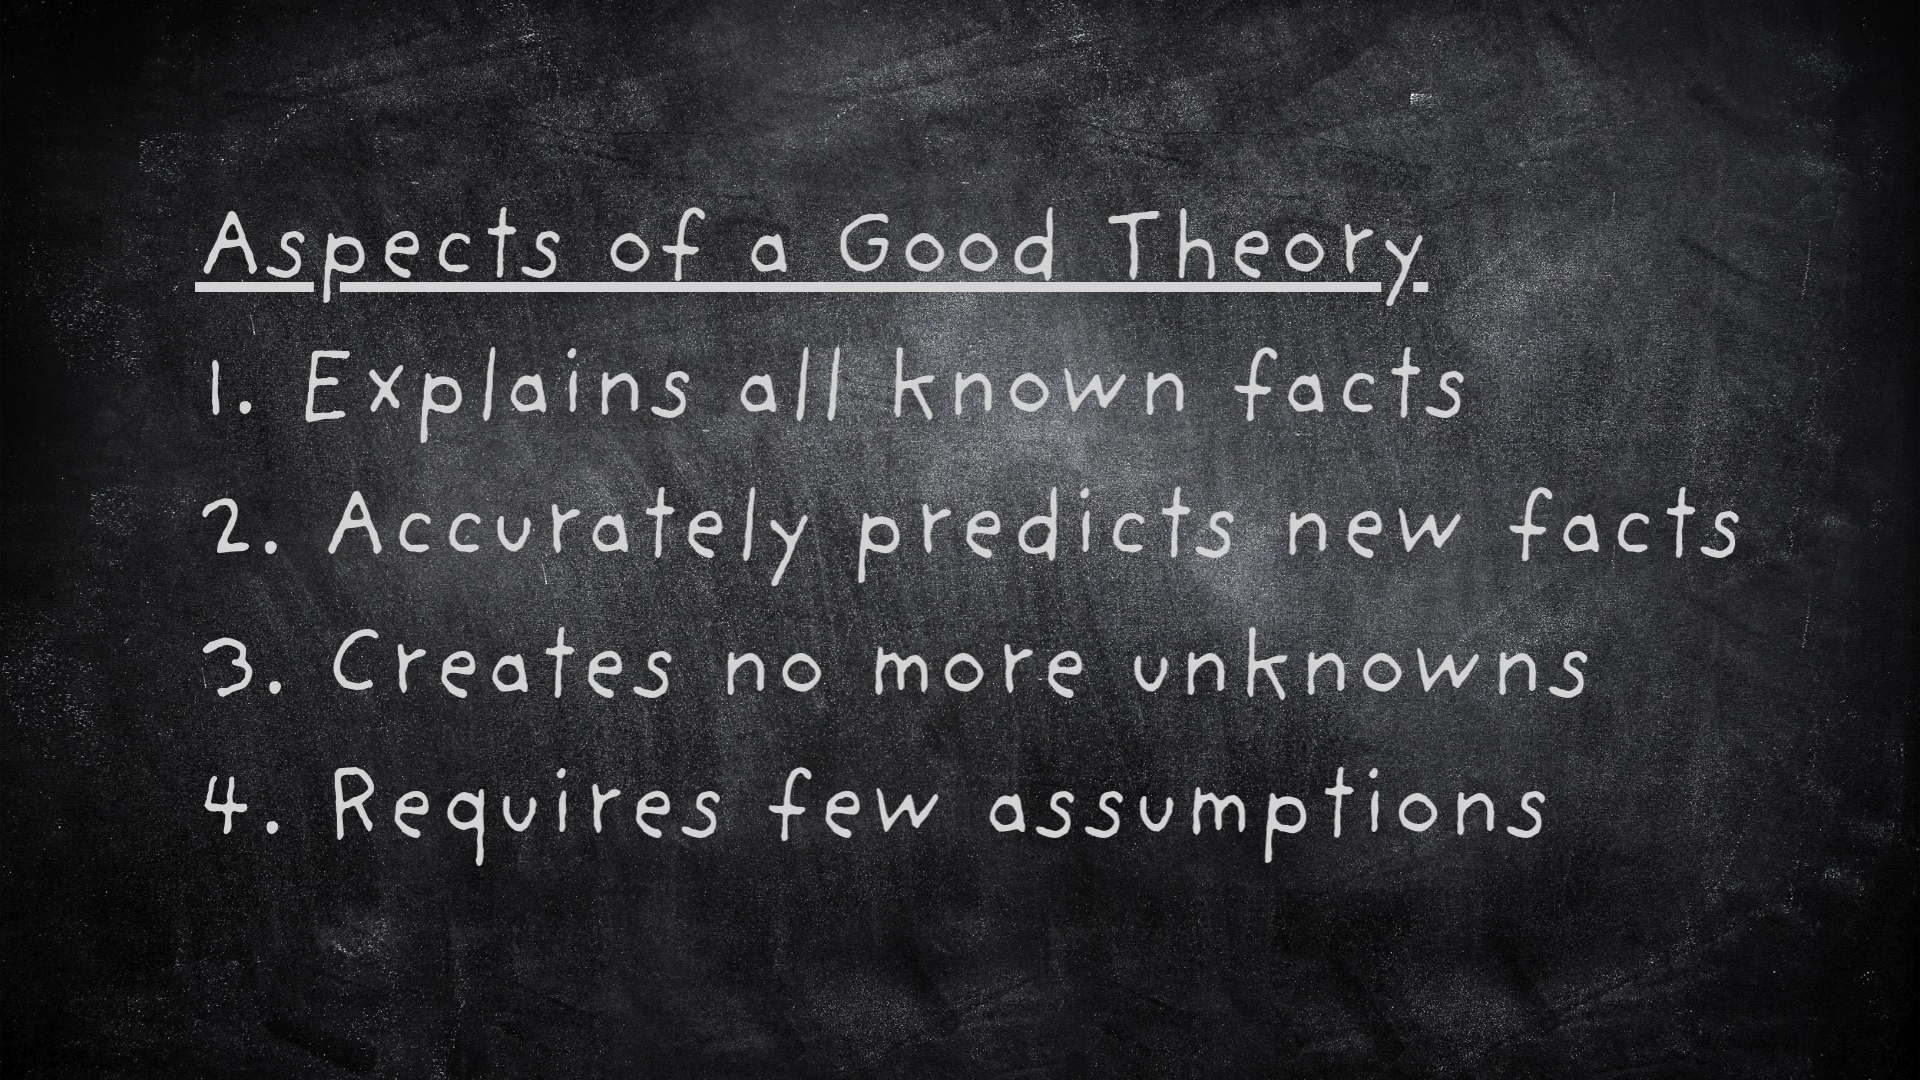 Aspects of a Good Theory
1. Explains all known facts
2. Accurately predicts new facts
3. Creates no more unknowns
4. Requires few assumptions